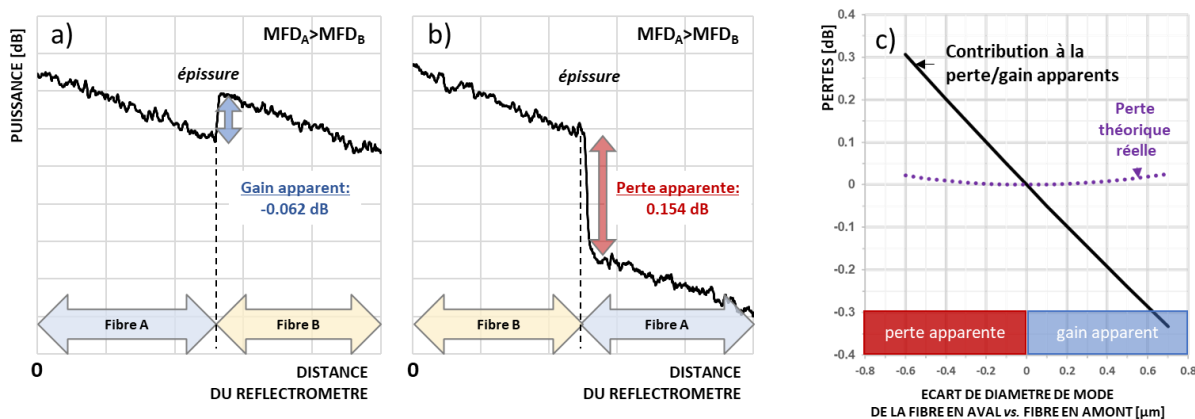 a)
MFDA>MFDB
PUISSANCE [dB]
épissure
Gain apparent:
-0.062 dB
Fibre A
Fibre B
0
DISTANCE
DU REFLECTROMETRE
b)
MFDA>MFDB
épissure
Perte apparente:
0.154 dB
Fibre B
Fibre A
0
DISTANCE
DU REFLECTROMETRE
c)
PERTES [dB]
0.4
0.3
0.2
0.1
0
-0.1
-0.2
-0.3
-0.4
Contribution à la
perte/gain apparents
Perte
théorique
réelle
perte apparente
gain apparent
-0.8 -0.6 -0.4 -0.2 0 0.2 0.4 0.6 0.8
ECART DE DIAMETRE DE MODE
DE LA FIBRE EN AVAL vs. FIBRE EN AMONT [µm]